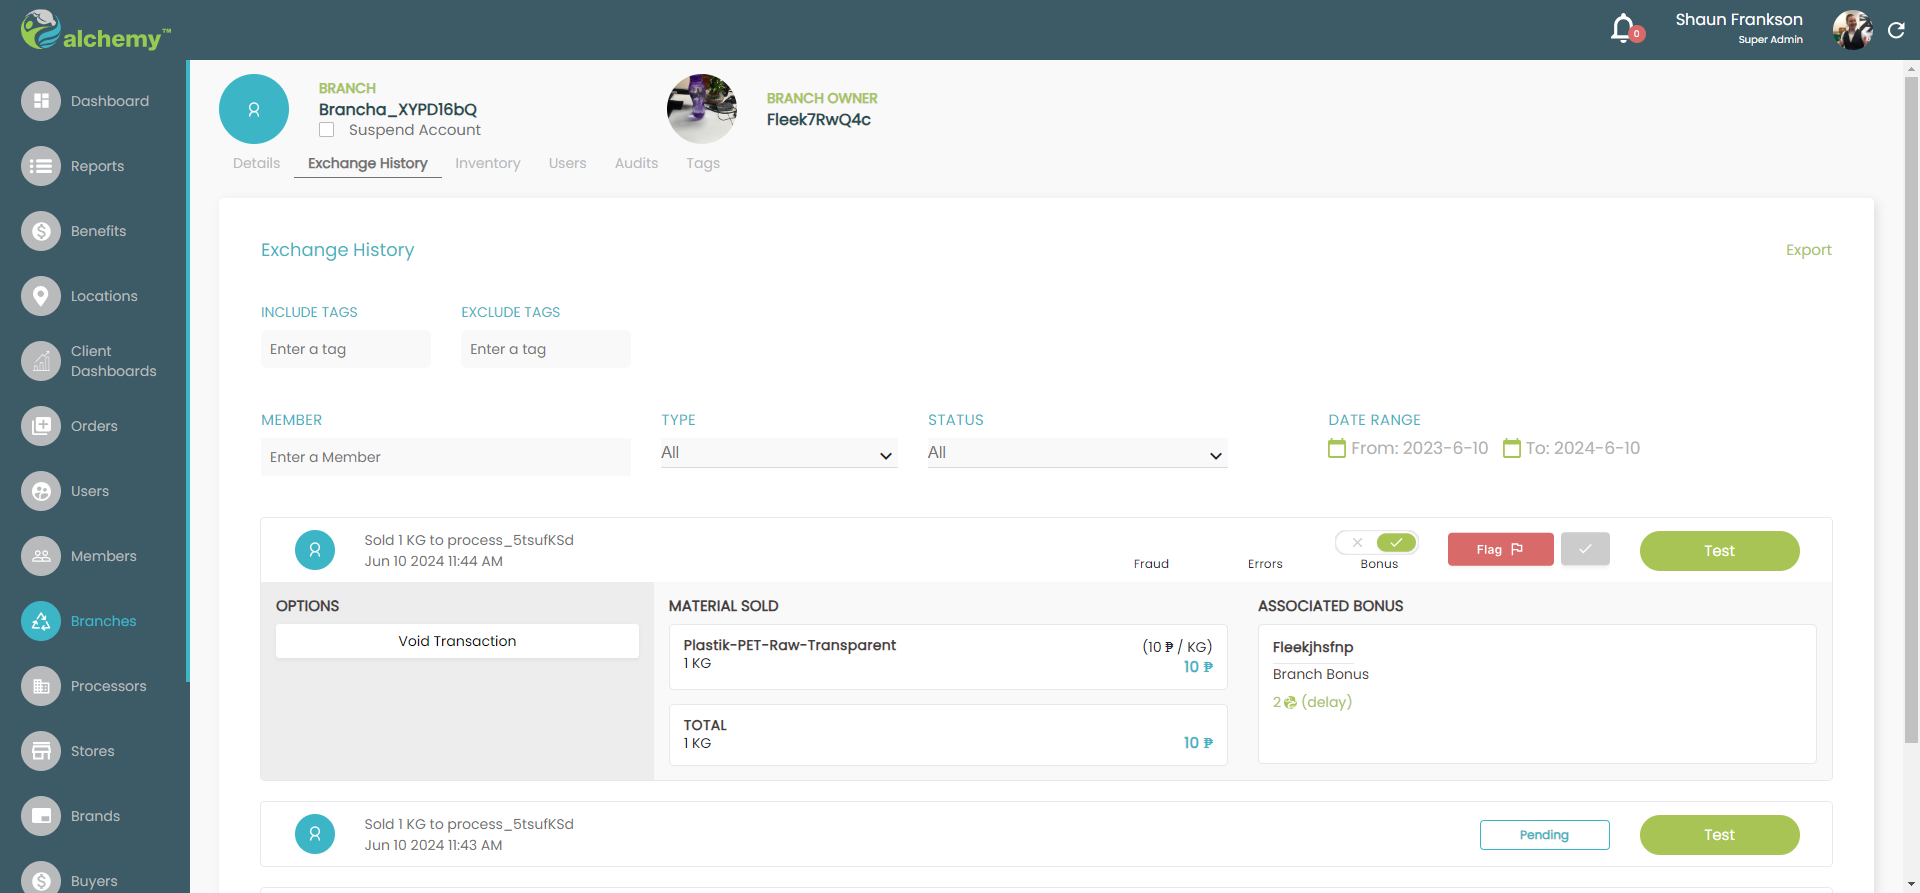 alchemy™
0
Shaun Frankson
Super Admin
Dashboard
Reports
Benefits
Locations
Client
Dashboards
Orders
Users
Members
Branches
Processors
Stores
Brands
Buyers
BRANCH
Brancha_XYPD16bQ
Suspend Account
BRANCH OWNER
Fleek7RwQ4c
Details Exchange History Inventory Users Audits Tags
Exchange History
Export
INCLUDE TAGS EXCLUDE TAGS
Enter a tag Enter a tag
MEMBER TYPE STATUS DATE RANGE
Enter a Member All All From: 2023-6-10 To: 2024-6-10
Sold 1 KG to process_5tsufKSd
Jun 10 2024 11:44 AM
Fraud Errors Bonus
Flag
Test
OPTIONS
Void Transaction
MATERIAL SOLD
Plastik-PET-Raw-Transparent (10 ₱ / KG)
1 KG 10 ₱
TOTAL
1 KG 10 ₱
ASSOCIATED BONUS
Fleekjhsfnp
Branch Bonus
2 (delay)
Sold 1 KG to process_5tsufKSd
Jun 10 2024 11:43 AM
Pending
Test